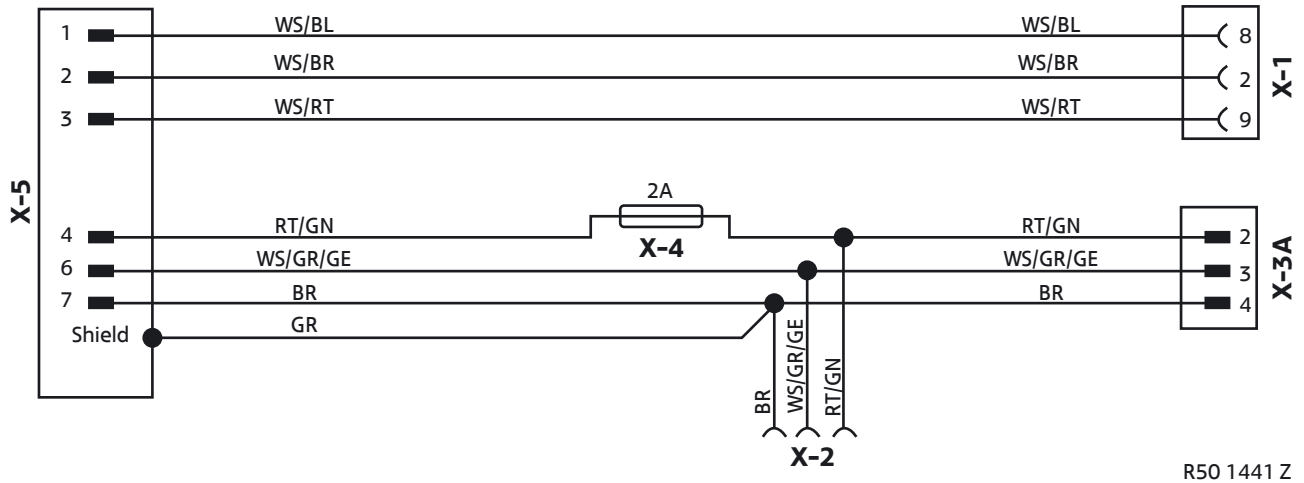 1 WS/BL WS/BL 8
2 WS/BR WS/BR 2
3 WS/RT WS/RT 9
X-1
X-5
2A
4 RT/GN X-4 RT/GN 2
6 WS/GR/GE WS/GR/GE 3
7 BR BR 4
X-3A
Shield GR
BR
WS/GR/GE
RT/GN
X-2
R50 1441 Z